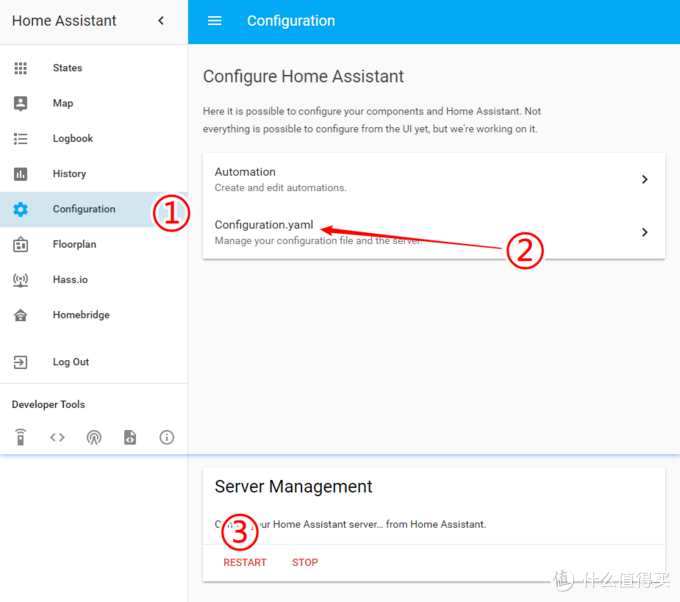 Home Assistant
Configuration
States
Map
Logbook
History
Configuration
①
Floorplan
Hass.io
Homebridge
Log Out
Developer Tools
Configure Home Assistant
Here it is possible to configure your components and Home Assistant. Not
everything is possible to configure from the UI yet, but we're working on it.
Automation
Create and edit automations.
Configuration.yaml
Manage your configuration file and the server.
②
Server Management
your Home Assistant server... from Home Assistant.
③
RESTART STOP
值 什么值得买